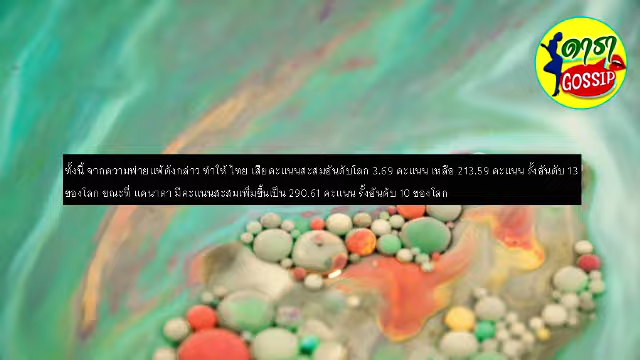 ดารา
GOSSIP
ทั้งนี้ จากความพ่ายแพ้ดังกล่าว ทำให้ ไทย เสียคะแนนสะสมอันดับโลก 3.69 คะแนน เหลือ 213.59 คะแนน รั้งอันดับ 13
ของโลก ขณะที่ แคนาดา มีคะแนนสะสมเพิ่มขึ้นเป็น 290.61 คะแนน รั้งอันดับ 10 ของโลก